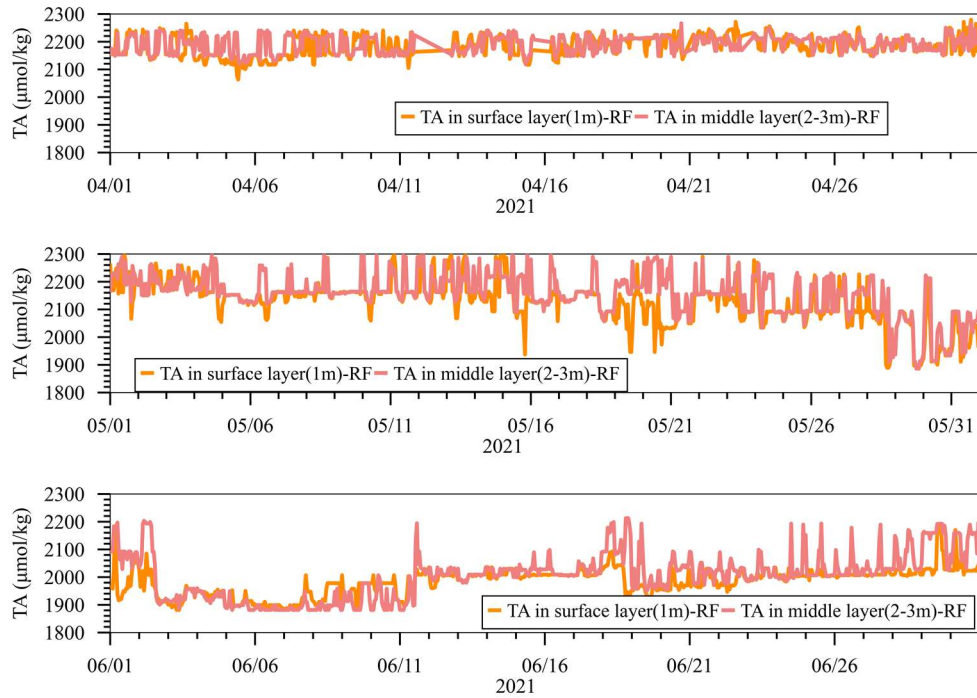 2300
2200
2100
2000
1900
1800
TA (μmol/kg)
TA in surface layer(1m)-RF TA in middle layer(2-3m)-RF
04/01 04/06 04/11 04/16 04/21 04/26
2021
2300
2200
2100
2000
1900
1800
TA (μmol/kg)
TA in surface layer(1m)-RF TA in middle layer(2-3m)-RF
05/01 05/06 05/11 05/16 05/21 05/26 05/31
2021
2300
2200
2100
2000
1900
1800
TA (μmol/kg)
TA in surface layer(1m)-RF TA in middle layer(2-3m)-RF
06/01 06/06 06/11 06/16 06/21 06/26
2021